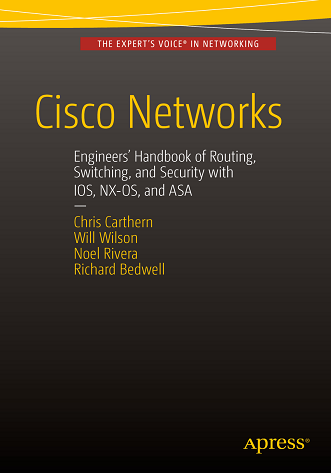 THE EXPERT'S VOICE® IN NETWORKING
Cisco Networks
Engineers' Handbook of Routing,
Switching, and Security with
IOS, NX-OS, and ASA
—
Chris Carthern
Will Wilson
Noel Rivera
Richard Bedwell
Apress®